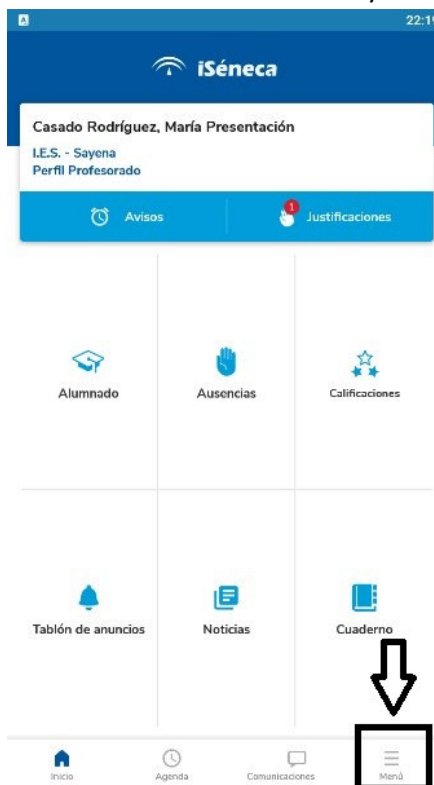 22:19
iSéneca
Casado Rodríguez, María Presentación
I.E.S. - Sayena
Perfil Profesorado
Avisos
1
Justificaciones
Alumnado
Ausencias
Calificaciones
Tablón de anuncios
Noticias
Cuaderno
Inicio
Agenda
Comunicaciones
Menú